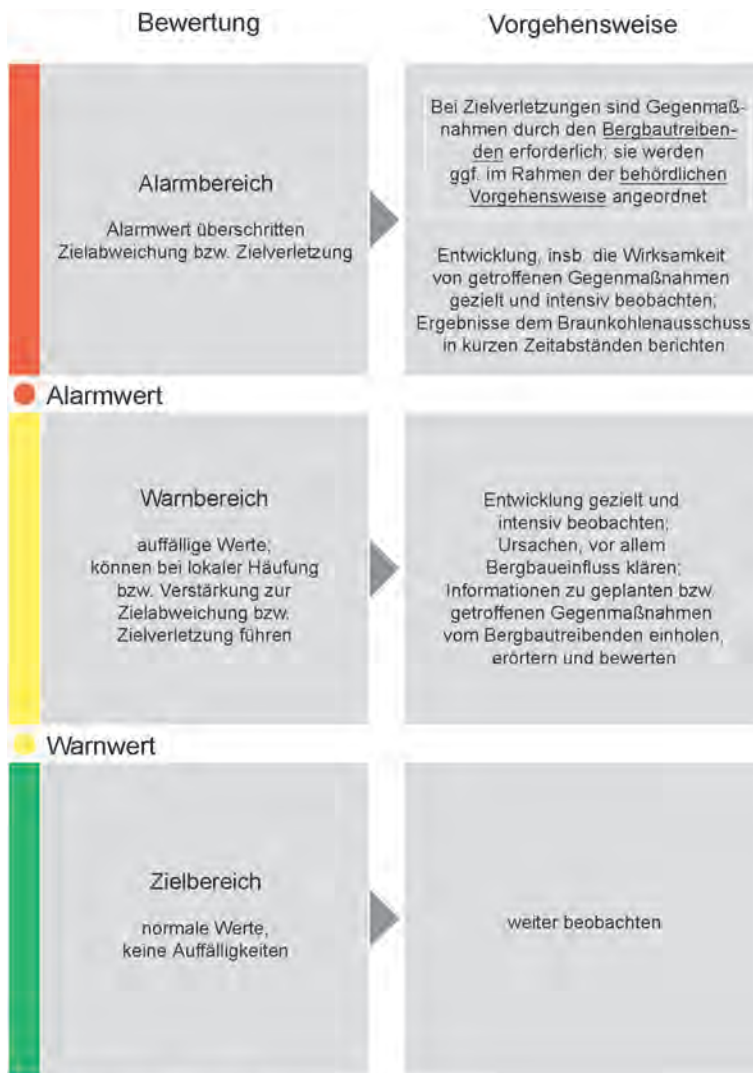 Bewertung
Vorgehensweise
Alarmbereich
Alarmwert überschritten
Zielabweichung bzw. Zielverletzung
Bei Zielverletzungen sind Gegenmaß-
nahmen durch den Bergbautreiben-
den erforderlich; sie werden
ggf. im Rahmen der behördlichen
Vorgehensweise angeordnet
Entwicklung, insb. die Wirksamkeit
von getroffenen Gegenmaßnahmen
gezielt und intensiv beobachten;
Ergebnisse dem Braunkohlenausschuss
in kurzen Zeitabständen berichten
Alarmwert
Warnbereich
auffällige Werte;
können bei lokaler Häufung
bzw. Verstärkung zur
Zielabweichung bzw.
Zielverletzung führen
Entwicklung gezielt und
intensiv beobachten;
Ursachen, vor allem
Bergbaueinfluss klären;
Informationen zu geplanten bzw.
getroffenen Gegenmaßnahmen
vom Bergbautreibenden einholen,
erörtern und bewerten
Warnwert
Zielbereich
normale Werte,
keine Auffälligkeiten
weiter beobachten